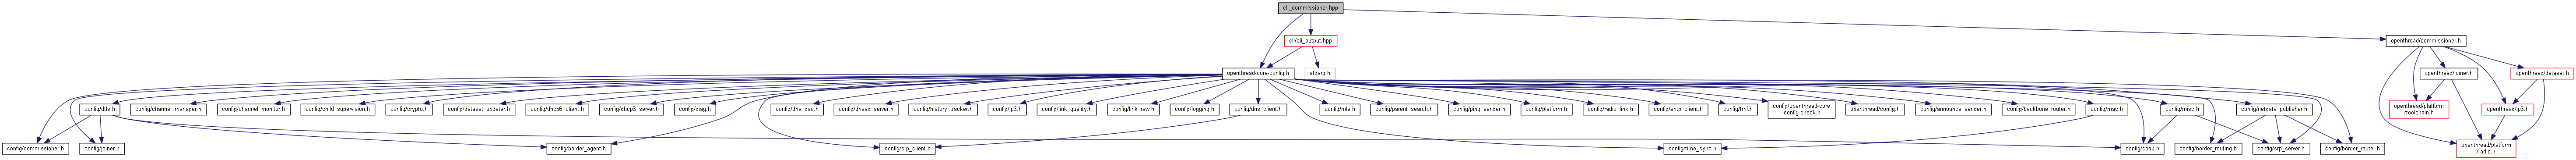 cli_commissioner.hpp
cli/cli_output.hpp
openthread/commissioner.h
openthread-core-config.h
stdarg.h
openthread/joiner.h
openthread/dataset.h
config/dtls.h
config/channel_manager.h
config/channel_monitor.h
config/child_supervision.h
config/crypto.h
config/dataset_updater.h
config/dhcp6_client.h
config/dhcp6_server.h
config/diag.h
config/dns_dso.h
config/dnssd_server.h
config/history_tracker.h
config/ip6.h
config/link_quality.h
config/link_raw.h
config/logging.h
config/dns_client.h
config/mle.h
config/parent_search.h
config/ping_sender.h
config/platform.h
config/radio_link.h
config/sntp_client.h
config/tmf.h
config/openthread-core
-config-check.h
openthread/config.h
config/announce_sender.h
config/backbone_router.h
config/mac.h
config/misc.h
config/netdata_publisher.h
openthread/platform
/toolchain.h
openthread/ip6.h
config/commissioner.h
config/joiner.h
config/border_agent.h
config/srp_client.h
config/time_sync.h
config/coap.h
config/border_routing.h
config/srp_server.h
config/border_router.h
openthread/platform
/radio.h